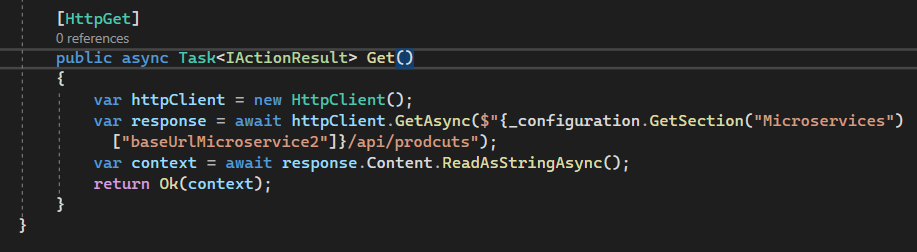 [HttpGet]
0 references
public async Task<IActionResult> Get()
{
var httpClient = new HttpClient();
var response = await httpClient.GetAsync($"{_configuration.GetSection("Microservices")
["baseUrlMicroservice2"]}/api/prodcuts");
var context = await response.Content.ReadAsStringAsync();
return Ok(context);
}
}